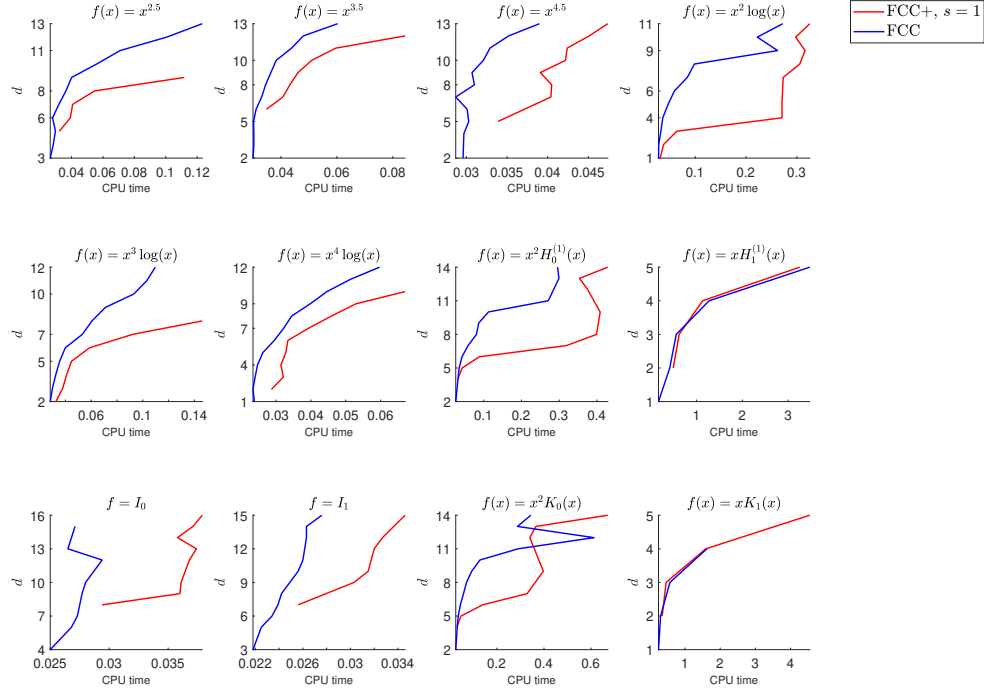 f(x) = x^{2.5}
13
11
8
6
3
d
0.04 0.06 0.08 0.1 0.12
CPU time
f(x) = x^{3.5}
13
10
8
5
2
d
0.04 0.06 0.08
CPU time
f(x) = x^{4.5}
13
10
8
5
2
d
0.03 0.035 0.04 0.045
CPU time
f(x) = x^2 log(x)
11
9
6
4
1
d
0.1 0.2 0.3
CPU time
FCC+, s = 1
FCC
f(x) = x^3 log(x)
12
10
7
5
2
d
0.06 0.1 0.14
CPU time
f(x) = x^4 log(x)
12
9
7
4
1
d
0.03 0.04 0.05 0.06
CPU time
f(x) = x^2 H_0^{(1)}(x)
14
11
8
5
2
d
0.1 0.2 0.3 0.4
CPU time
f(x) = xH_1^{(1)}(x)
5
4
3
2
1
d
0 1 2 3
CPU time
f = I_0
16
13
10
7
4
d
0.025 0.03 0.035
CPU time
f = I_1
15
12
9
6
3
d
0.022 0.026 0.03 0.034
CPU time
f(x) = x^2 K_0(x)
14
11
8
5
2
d
0.2 0.4 0.6
CPU time
f(x) = xK_1(x)
5
4
3
2
1
d
1 2 3 4
CPU time